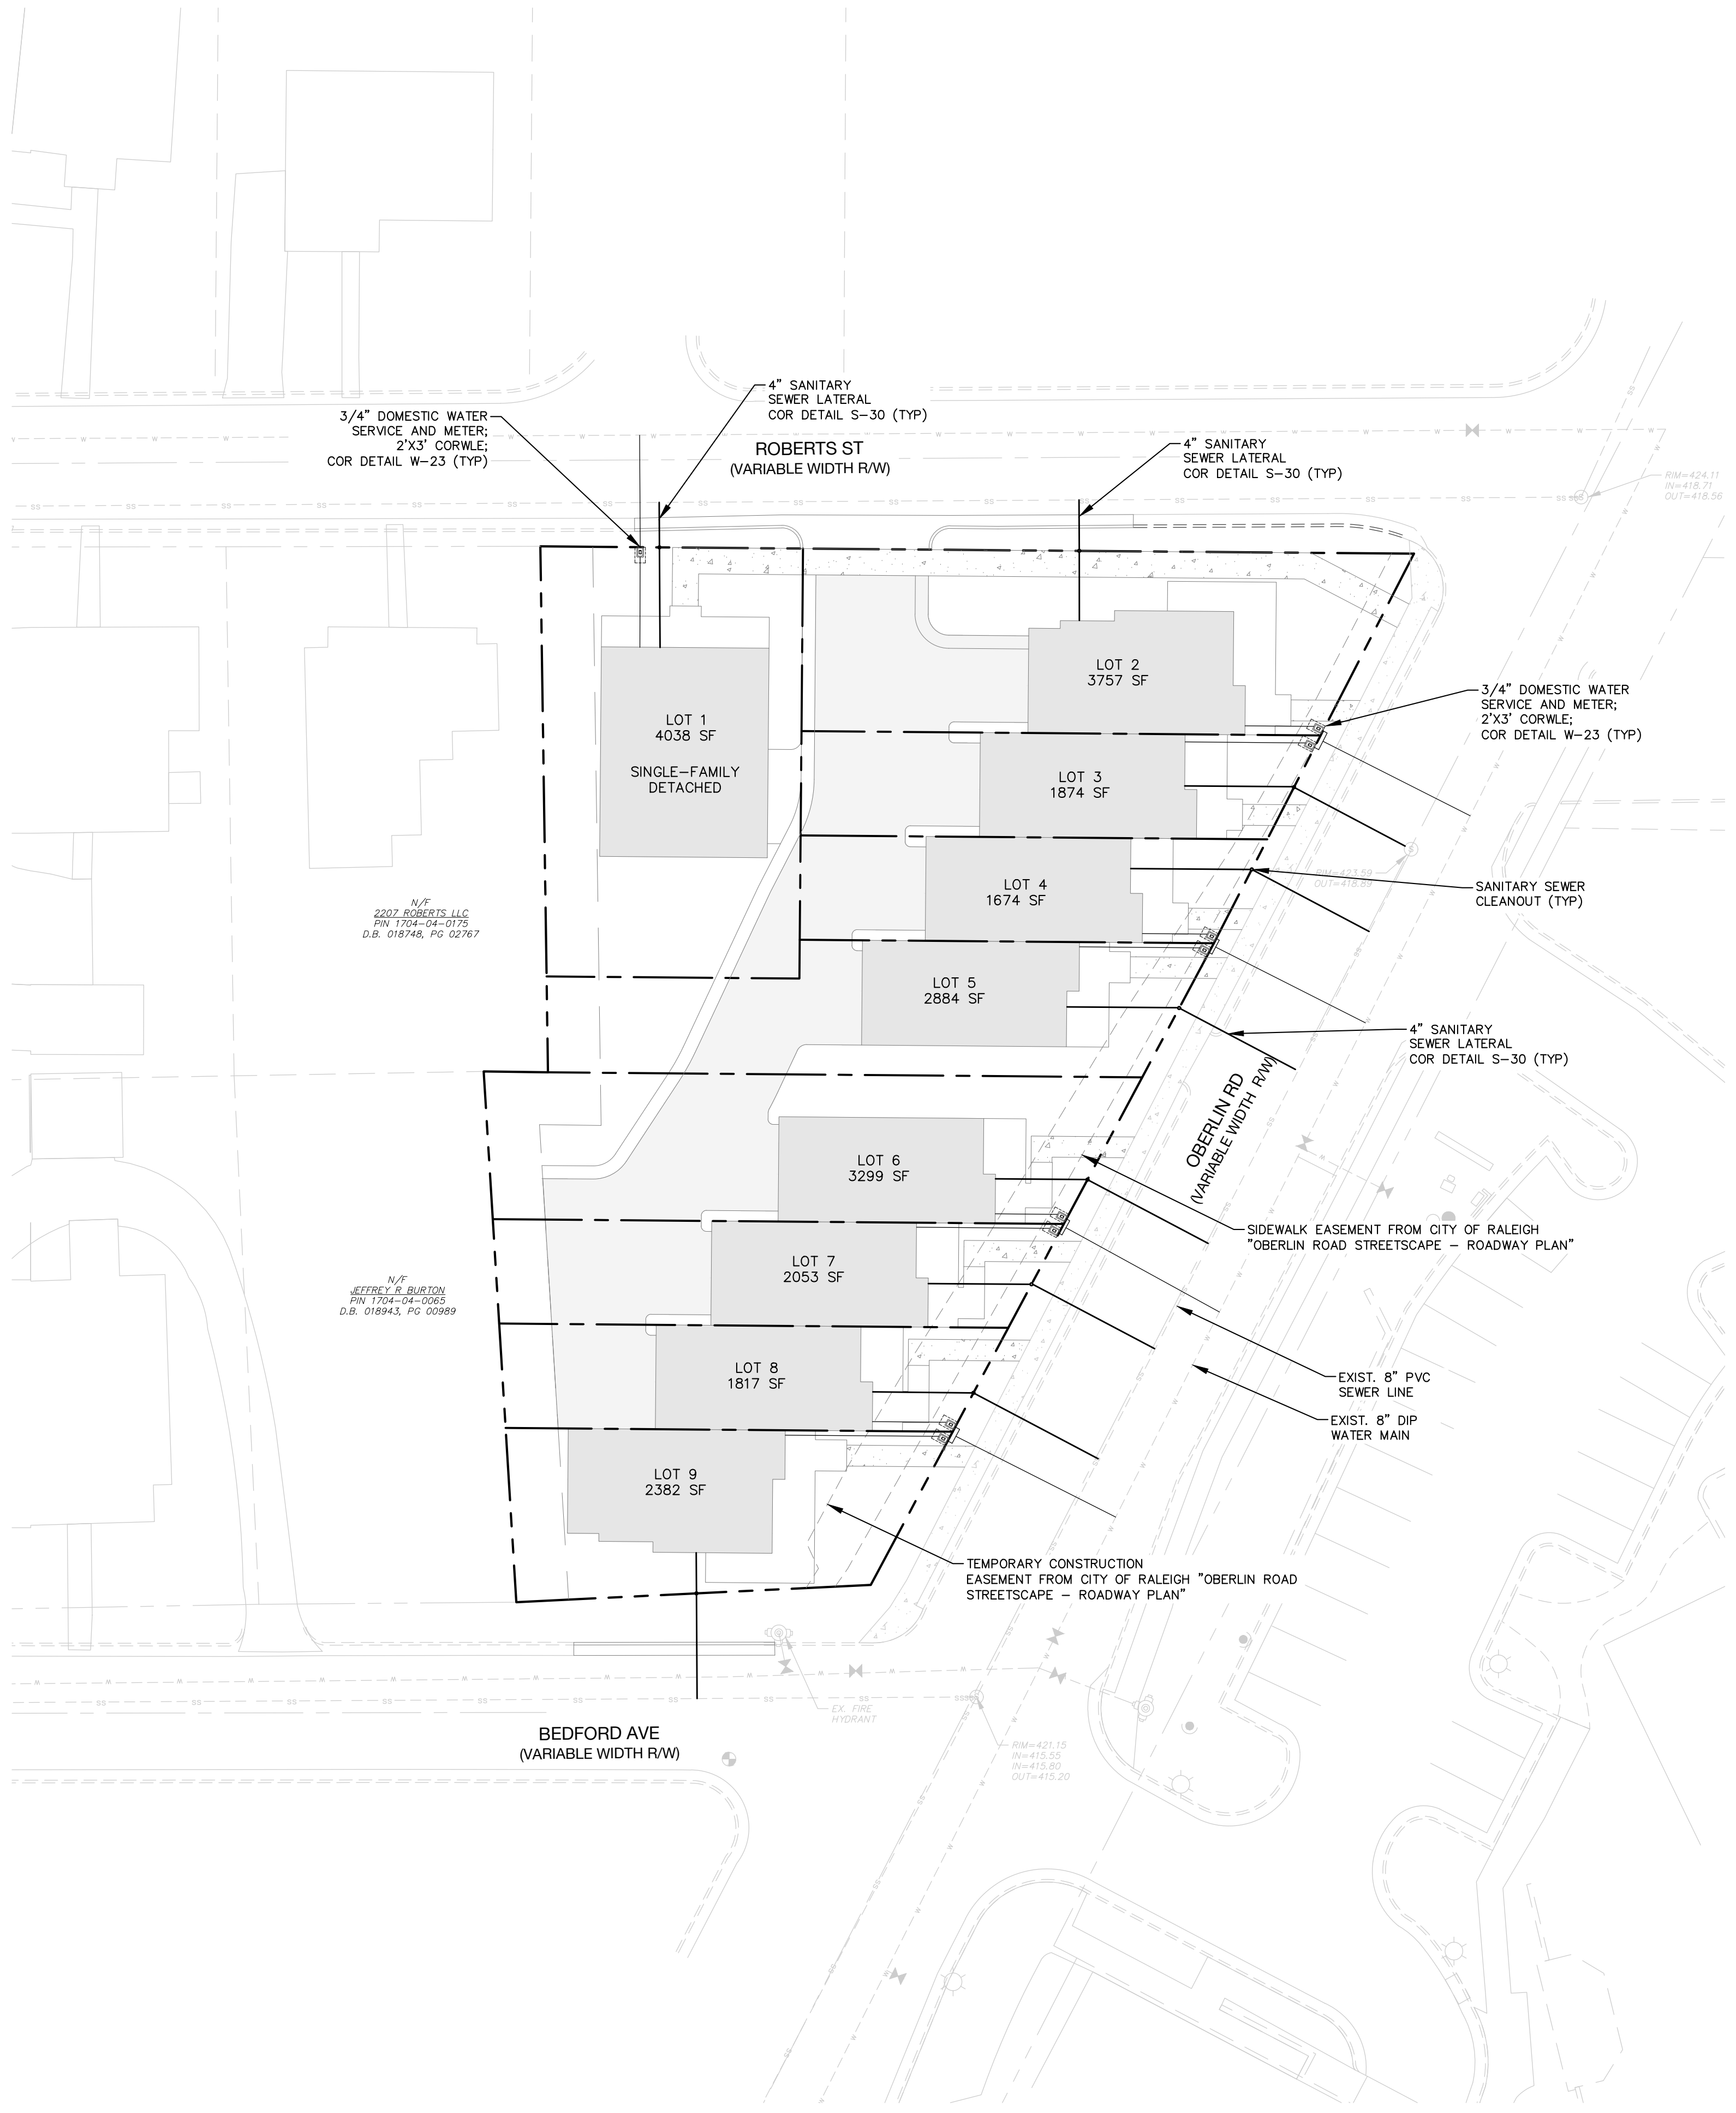 4" SANITARY
SEWER LATERAL
COR DETAIL S-30 (TYP)
3/4" DOMESTIC WATER
SERVICE AND METER;
2'X3' CORWLE;
COR DETAIL W-23 (TYP)
ROBERTS ST
(VARIABLE WIDTH R/W)
4" SANITARY
SEWER LATERAL
COR DETAIL S-30 (TYP)
RIM=424.11
IN=418.71
OUT=418.56
LOT 2
3757 SF
LOT 1
4038 SF
SINGLE-FAMILY
DETACHED
3/4" DOMESTIC WATER
SERVICE AND METER;
2'X3' CORWLE;
COR DETAIL W-23 (TYP)
LOT 3
1874 SF
RIM=423.59
OUT=418.89
LOT 4
1674 SF
SANITARY SEWER
CLEANOUT (TYP)
N/F
2207 ROBERTS LLC
PIN 1704-04-0175
D.B. 018748, PG 02767
LOT 5
2884 SF
4" SANITARY
SEWER LATERAL
COR DETAIL S-30 (TYP)
OBERLIN RD
(VARIABLE WIDTH R/W)
LOT 6
3299 SF
SIDEWALK EASEMENT FROM CITY OF RALEIGH
"OBERLIN ROAD STREETSCAPE - ROADWAY PLAN"
LOT 7
2053 SF
N/F
JEFFREY R BURTON
PIN 1704-04-0065
D.B. 018943, PG 00989
LOT 8
1817 SF
EXIST. 8" PVC
SEWER LINE
EXIST. 8" DIP
WATER MAIN
LOT 9
2382 SF
TEMPORARY CONSTRUCTION
EASEMENT FROM CITY OF RALEIGH "OBERLIN ROAD
STREETSCAPE - ROADWAY PLAN"
EX. FIRE
HYDRANT
BEDFORD AVE
(VARIABLE WIDTH R/W)
RIM=421.15
IN=415.55
IN=415.80
OUT=415.20